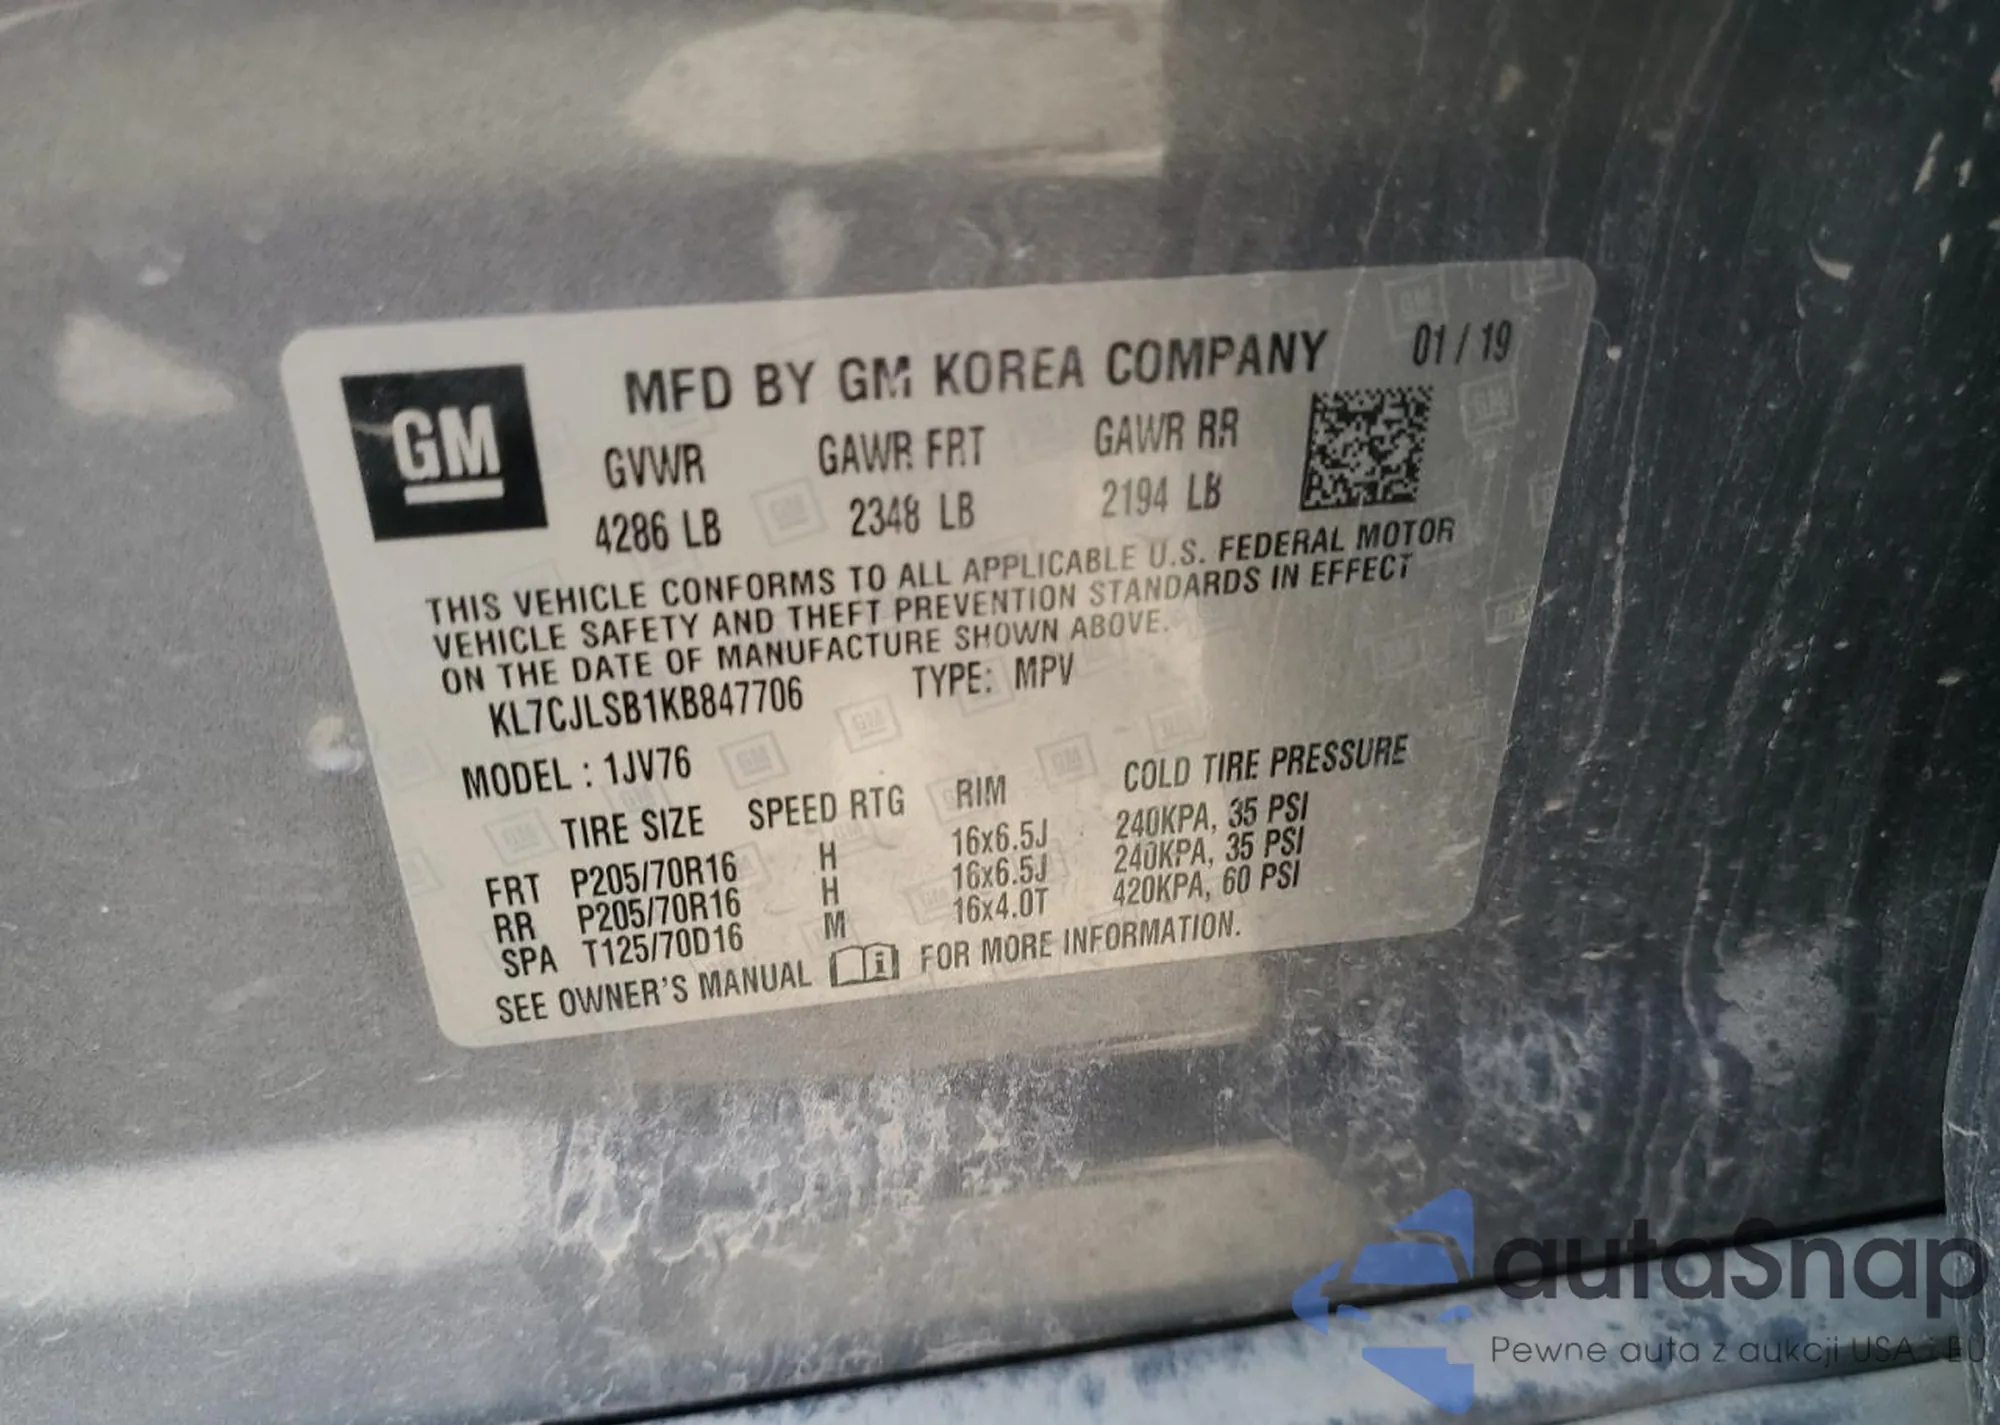 GM
MFD BY GM KOREA COMPANY 01 / 19
GVWR GAWR FRT GAWR RR
4286 LB 2348 LB 2194 LB
THIS VEHICLE CONFORMS TO ALL APPLICABLE U.S. FEDERAL MOTOR
VEHICLE SAFETY AND THEFT PREVENTION STANDARDS IN EFFECT
ON THE DATE OF MANUFACTURE SHOWN ABOVE.
KL7CJLSB1KB847706 TYPE: MPV
MODEL : 1JV76
TIRE SIZE SPEED RTG RIM COLD TIRE PRESSURE
FRT P205/70R16 H 16x6.5J 240KPA, 35 PSI
RR P205/70R16 H 16x6.5J 240KPA, 35 PSI
SPA T125/70D16 M 16x4.0T 420KPA, 60 PSI
SEE OWNER'S MANUAL FOR MORE INFORMATION.
autaSnap
Pewne auta z aukcji USA i EU